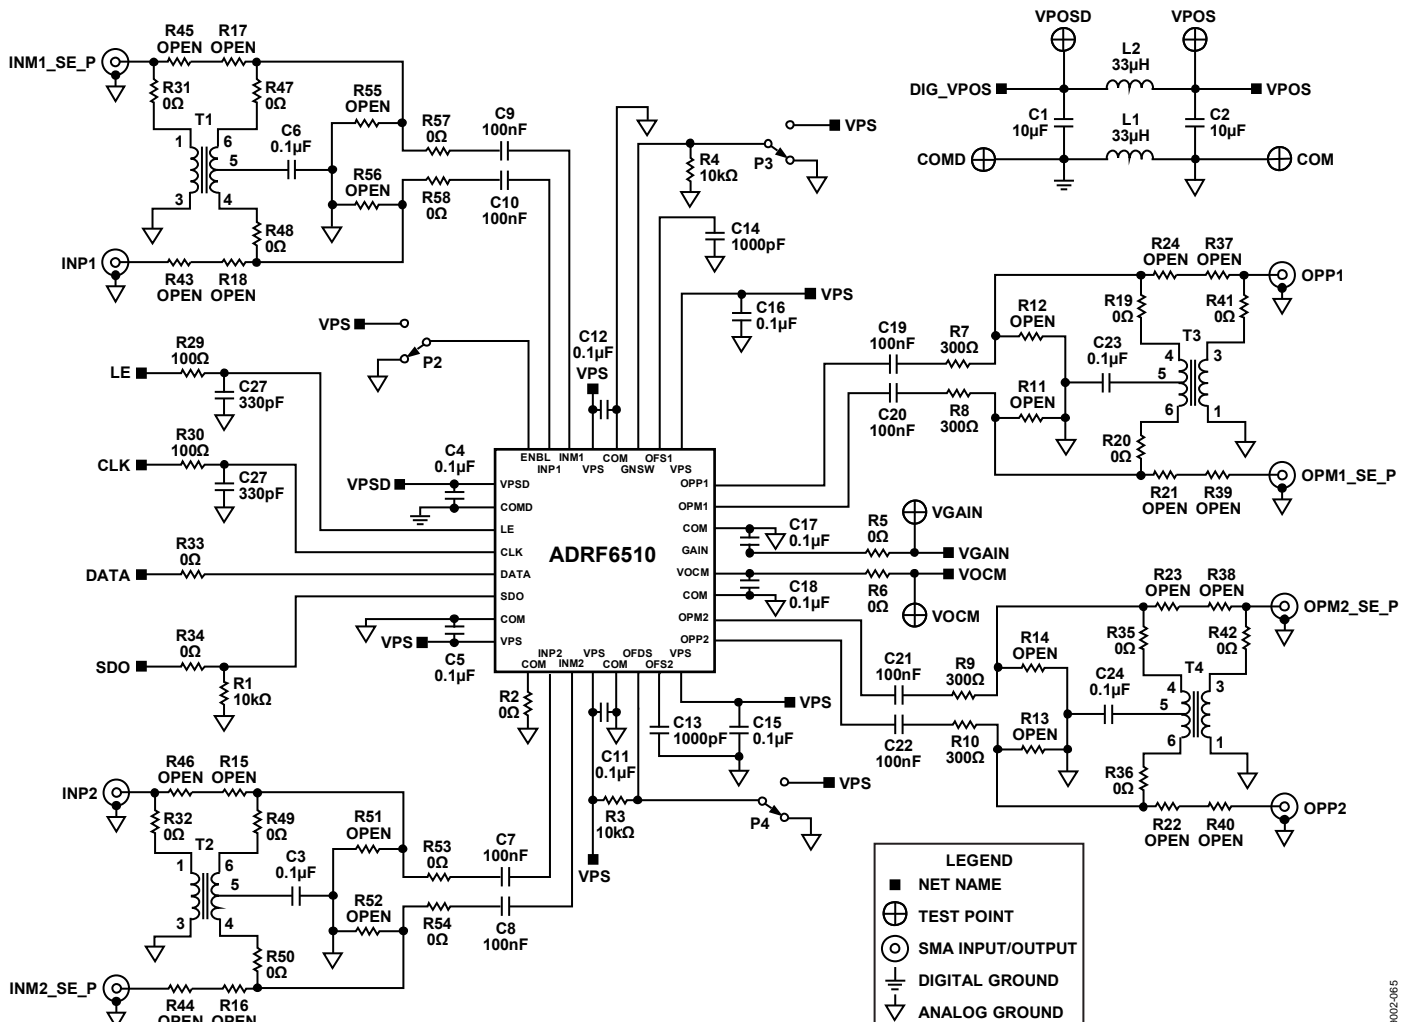 INM1_SE_P
R45
OPEN
R17
OPEN
R31
0Ω
R47
0Ω
T1
1
6
5
3
4
C6
0.1µF
R55
OPEN
R56
OPEN
R57
0Ω
R58
0Ω
C9
100nF
C10
100nF
R48
0Ω
INP1
R43
OPEN
R18
OPEN
R4
10kΩ
P3
VPS
C14
1000pF
C16
0.1µF
VPS
VPOSD
VPOS
L2
33µH
DIG_VPOS
VPOS
C1
10µF
L1
33µH
C2
10µF
COMD
COM
VPS
P2
C12
0.1µF
VPS
LE
R29
100Ω
C27
330pF
CLK
R30
100Ω
C27
330pF
VPSD
C4
0.1µF
DATA
R33
0Ω
SDO
R34
0Ω
R1
10kΩ
VPS
C5
0.1µF
ENBL
INP1
INM1
VPS
COM
GNSW
OFS1
VPS
VPSD
COMD
LE
CLK
DATA
SDO
COM
VPS
ADRF6510
OPP1
OPM1
COM
GAIN
VOCM
COM
OPM2
OPP2
COM
INP2
INM2
VPS
COM
OFDS
OFS2
VPS
C19
100nF
R7
300Ω
C20
100nF
R8
300Ω
R12
OPEN
R11
OPEN
C23
0.1µF
R24
OPEN
R37
OPEN
OPP1
R19
0Ω
R41
0Ω
T3
4
3
5
6
1
R20
0Ω
R21
OPEN
R39
OPEN
OPM1_SE_P
C17
0.1µF
R5
0Ω
VGAIN
VGAIN
C18
0.1µF
R6
0Ω
VOCM
VOCM
C21
100nF
R9
300Ω
C22
100nF
R10
300Ω
R14
OPEN
R13
OPEN
C24
0.1µF
R23
OPEN
R38
OPEN
OPM2_SE_P
R35
0Ω
R42
0Ω
T4
4
3
5
6
1
R36
0Ω
R22
OPEN
R40
OPEN
OPP2
R2
0Ω
C11
0.1µF
C13
1000pF
C15
0.1µF
VPS
R3
10kΩ
P4
VPS
VPS
INP2
R46
OPEN
R15
OPEN
R32
0Ω
R49
0Ω
T2
1
6
5
3
4
C3
0.1µF
R51
OPEN
R52
OPEN
R53
0Ω
R54
0Ω
C7
100nF
C8
100nF
R50
0Ω
INM2_SE_P
R44
OPEN
R16
OPEN
LEGEND
NET NAME
TEST POINT
SMA INPUT/OUTPUT
DIGITAL GROUND
ANALOG GROUND